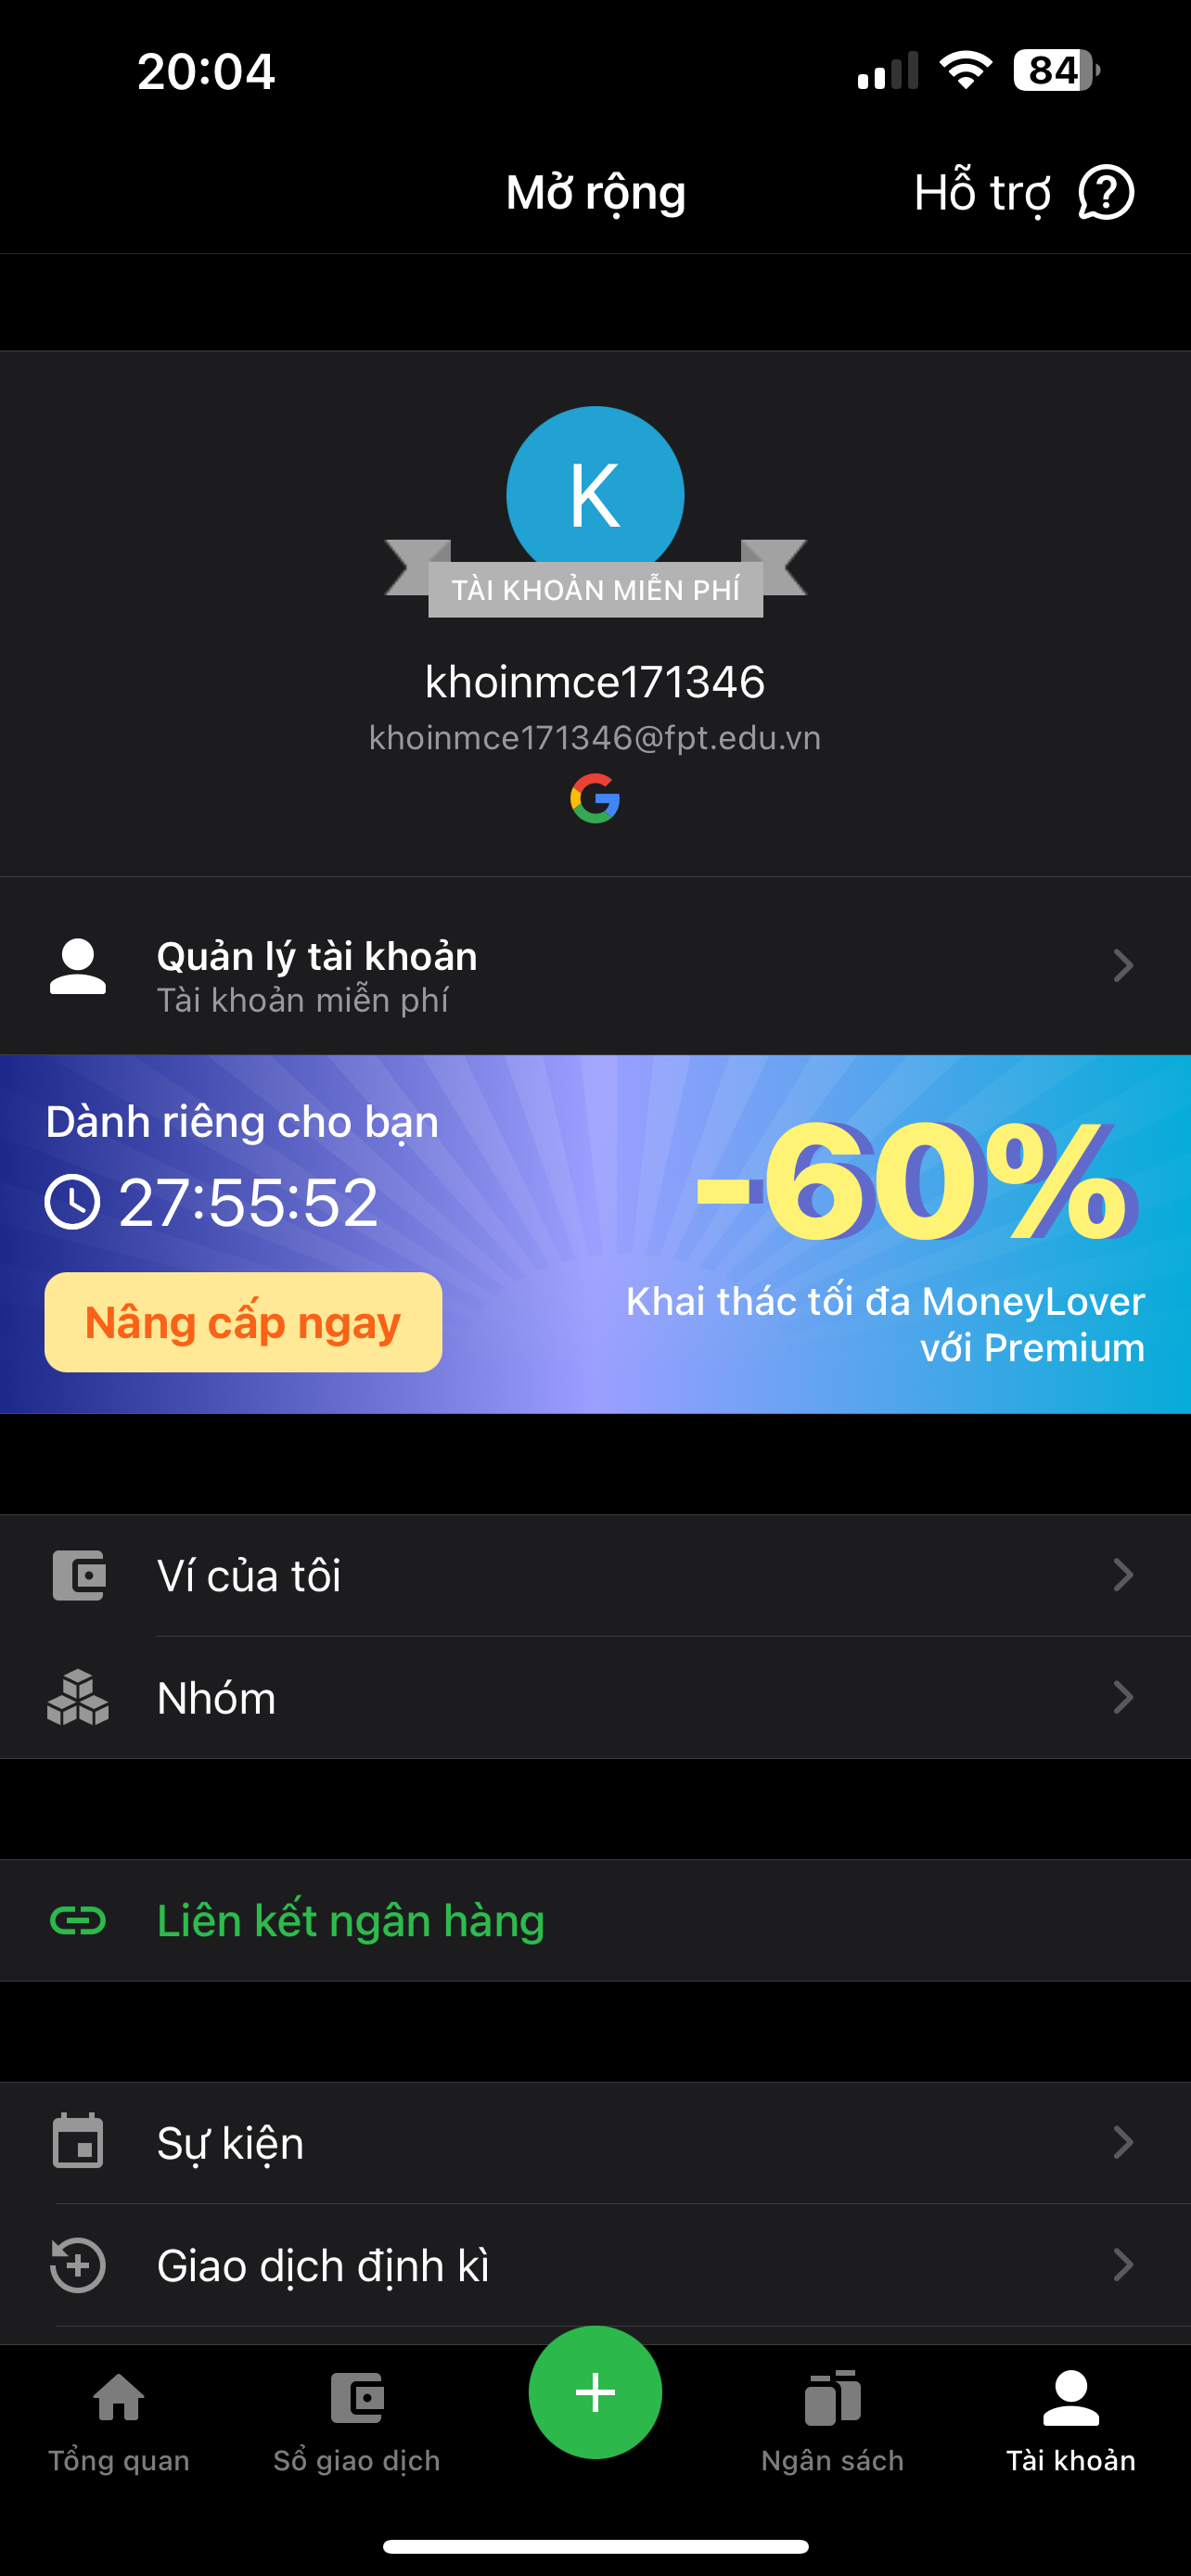 20:04
84
Mở rộng
Hỗ trợ
K
TÀI KHOẢN MIỄN PHÍ
khoinmce171346
khoinmce171346@fpt.edu.vn
Quản lý tài khoản
Tài khoản miễn phí
Dành riêng cho bạn
27:55:52
Nâng cấp ngay
-60%
Khai thác tối đa MoneyLover
với Premium
Ví của tôi
Nhóm
Liên kết ngân hàng
Sự kiện
Giao dịch định kì
Tổng quan
Sổ giao dịch
Ngân sách
Tài khoản